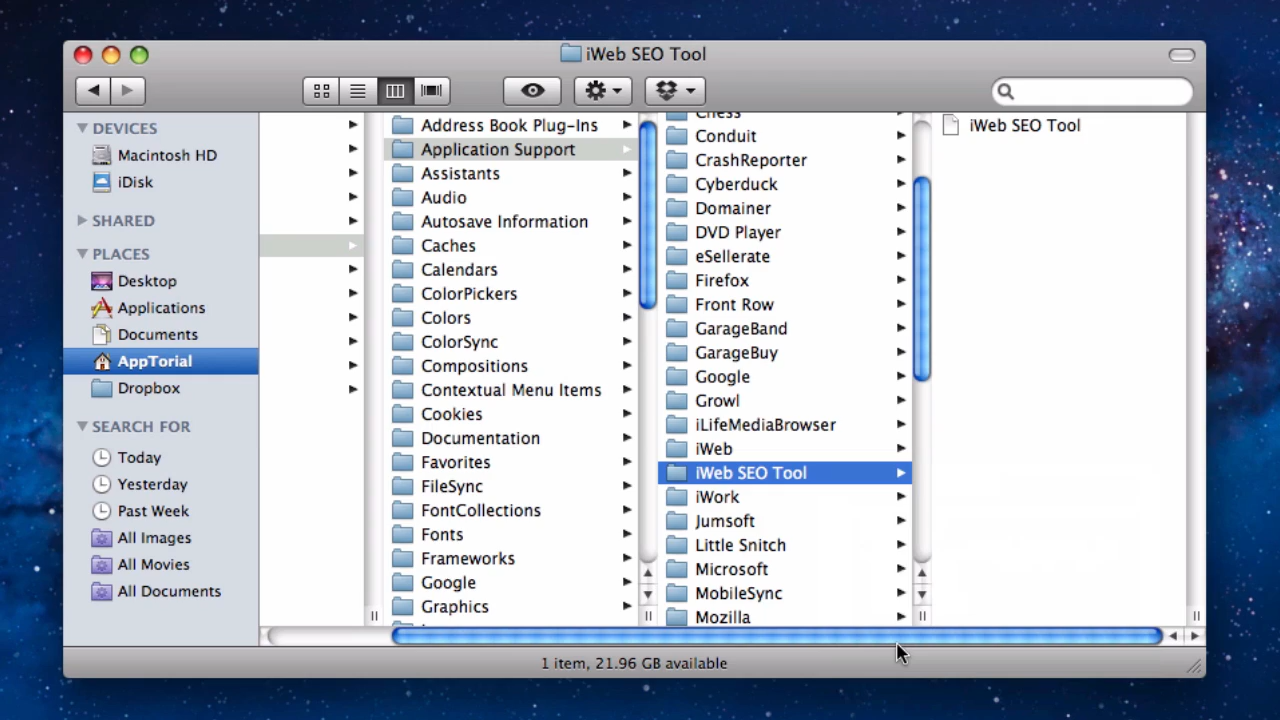 iWeb SEO Tool
DEVICES
Macintosh HD
iDisk
SHARED
PLACES
Desktop
Applications
Documents
AppTorial
Dropbox
SEARCH FOR
Today
Yesterday
Past Week
All Images
All Movies
All Documents
Address Book Plug-Ins
Application Support
Assistants
Audio
Autosave Information
Caches
Calendars
ColorPickers
Colors
ColorSync
Compositions
Contextual Menu Items
Cookies
Documentation
Favorites
FileSync
FontCollections
Fonts
Frameworks
Google
Graphics
Chess
Conduit
CrashReporter
Cyberduck
Domainer
DVD Player
eSellerate
Firefox
Front Row
GarageBand
GarageBuy
Google
Growl
iLifeMediaBrowser
iWeb
iWeb SEO Tool
iWork
Jumsoft
Little Snitch
Microsoft
MobileSync
Mozilla
iWeb SEO Tool
1 item, 21.96 GB available